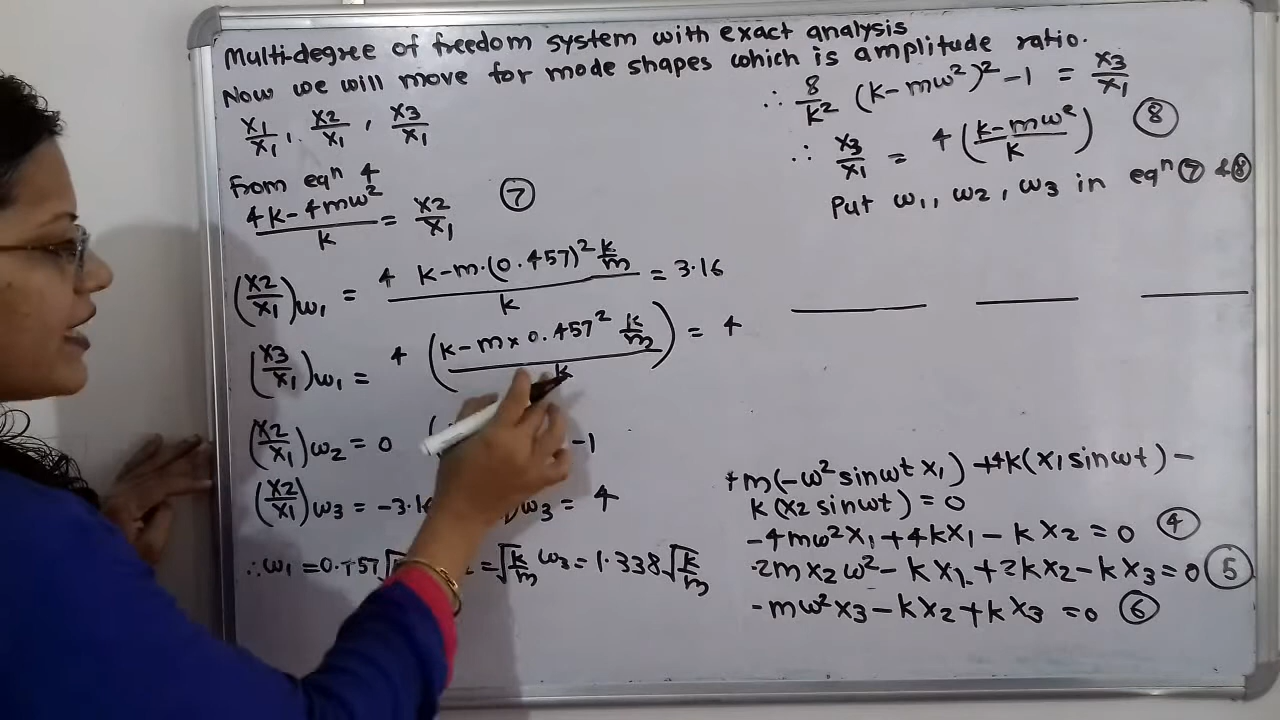 Multi-degree of freedom system with exact analysis
Now we will move for mode shapes which is amplitude ratio.
x1/x1, x2/x1, x3/x1
From eqn 4
4k-4mω²/k = x2/x1 (7)
(x2/x1)ω1 = 4 k-m·(0.457)² k/m / k = 3.16
(x3/x1)ω1 = 4 (k-m×0.457² k/m / k) = 4
(x2/x1)ω2 = 0 ( -1
(x2/x1)ω3 = -3.16 )ω3 = 4
∴ω1 = 0.457√ = √k/m ω3 = 1.338√k/m
∴ 8/k² (k-mω²)² -1 = x3/x1
∴ x3/x1 = 4 (k-mω²/k) (8)
Put ω1, ω2, ω3 in eqn (7) & (8)
+m(-ω² sinωt x1) +4k(x1 sinωt) -
k(x2 sinωt) = 0
-4mω²x1 + 4kx1 - kx2 = 0 (4)
-2mx2ω² - kx1 + 2kx2 - kx3 = 0 (5)
-mω²x3 - kx2 + kx3 = 0 (6)